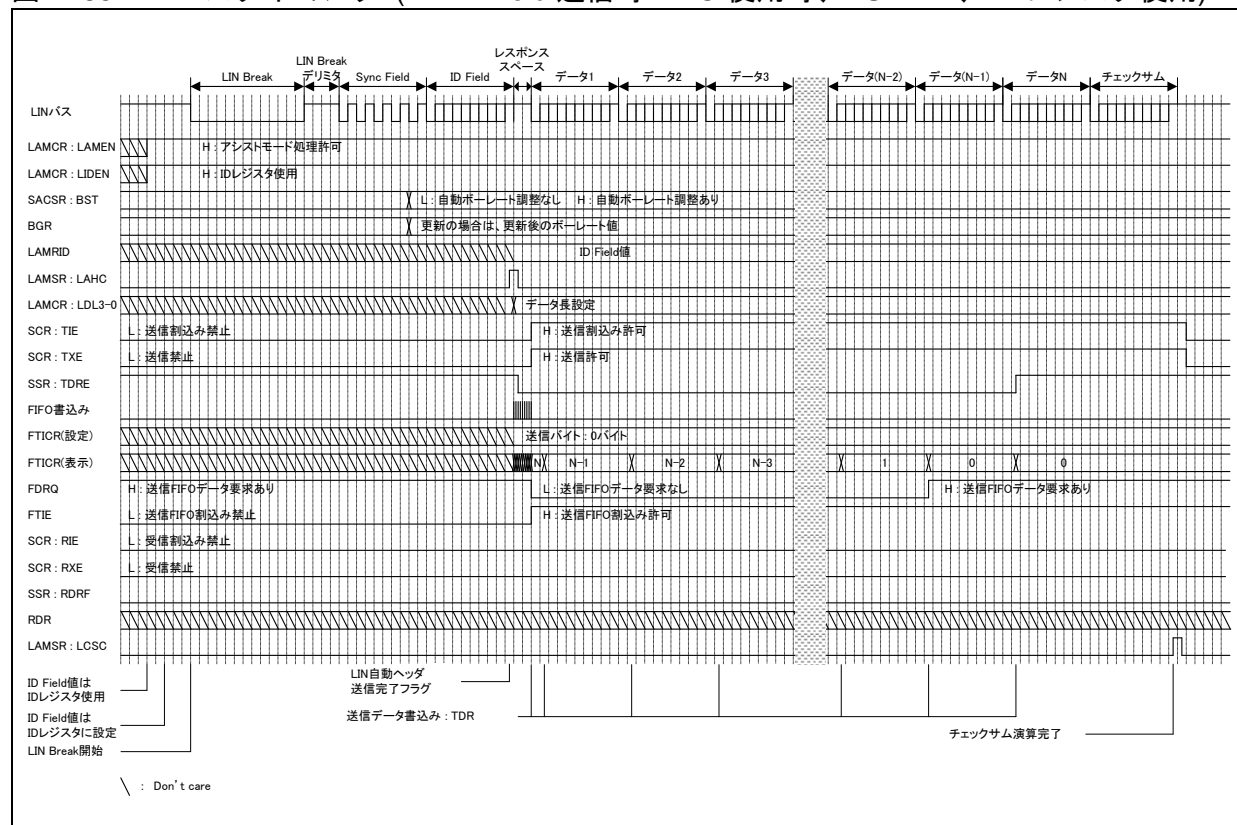 LIN Break
LIN Break
デリミタ
Sync Field
ID Field
レスポンス
スペース
データ1
データ2
データ3
データ(N-2)
データ(N-1)
データN
チェックサム
LINバス
LAMCR : LAMEN
H : アシストモード処理許可
LAMCR : LIDEN
H : IDレジスタ使用
SACSR : BST
L : 自動ボーレート調整なし H : 自動ボーレート調整あり
BGR
更新の場合は、更新後のボーレート値
LAMRID
ID Field値
LAMSR : LAHC
LAMCR : LDL3-0
データ長設定
SCR : TIE
L : 送信割込み禁止
H : 送信割込み許可
SCR : TXE
L : 送信禁止
H : 送信許可
SSR : TDRE
FIFO書込み
FTICR(設定)
送信バイト : 0バイト
FTICR(表示)
N
N-1
N-2
N-3
1
0
0
FDRQ
H : 送信FIFOデータ要求あり
L : 送信FIFOデータ要求なし
H : 送信FIFOデータ要求あり
FTIE
L : 送信FIFO割込み禁止
H : 送信FIFO割込み許可
SCR : RIE
L : 受信割込み禁止
SCR : RXE
L : 受信禁止
SSR : RDRF
RDR
LAMSR : LCSC
ID Field値は
IDレジスタ使用
ID Field値は
IDレジスタに設定
LIN Break開始
LIN自動ヘッダ
送信完了フラグ
送信データ書込み : TDR
チェックサム演算完了
: Don't care